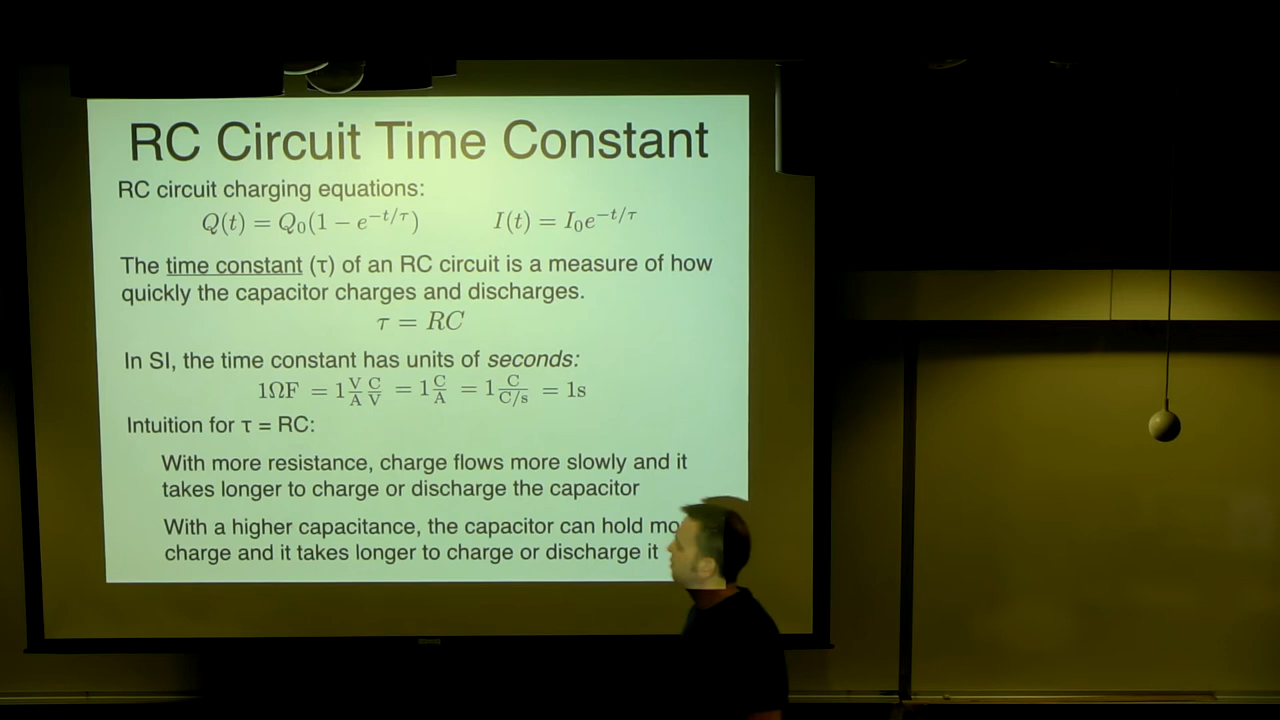 RC Circuit Time Constant
RC circuit charging equations:
Q(t) = Q₀(1 − e^{−t/τ})    I(t) = I₀e^{−t/τ}
The time constant (τ) of an RC circuit is a measure of how
quickly the capacitor charges and discharges.
τ = RC
In SI, the time constant has units of seconds:
1ΩF = 1 V/A C/V = 1 C/A = 1 C/(C/s) = 1s
Intuition for τ = RC:
With more resistance, charge flows more slowly and it
takes longer to charge or discharge the capacitor
With a higher capacitance, the capacitor can hold
charge and it takes longer to charge or discharge it